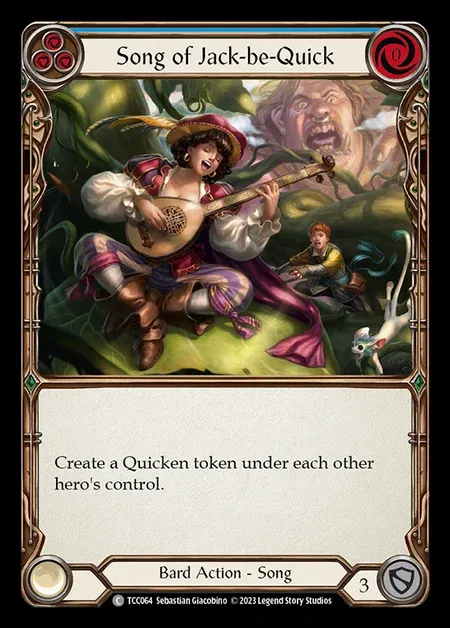 Song of Jack-be-Quick
0
Create a Quicken token under each other
hero's control.
Bard Action - Song
3
C TCC064 Sebastian Giacobino © 2023 Legend Story Studios